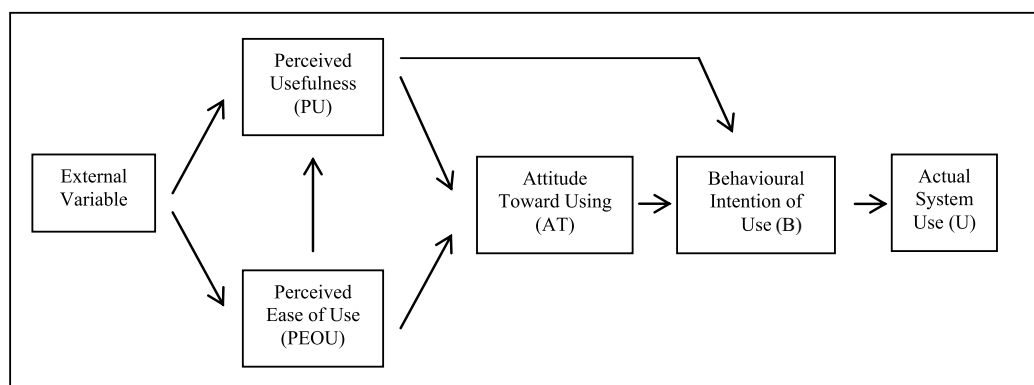 Perceived
Usefulness
(PU)
External
Variable
Attitude
Toward Using
(AT)
Behavioural
Intention of
Use (B)
Actual
System
Use (U)
Perceived
Ease of Use
(PEOU)